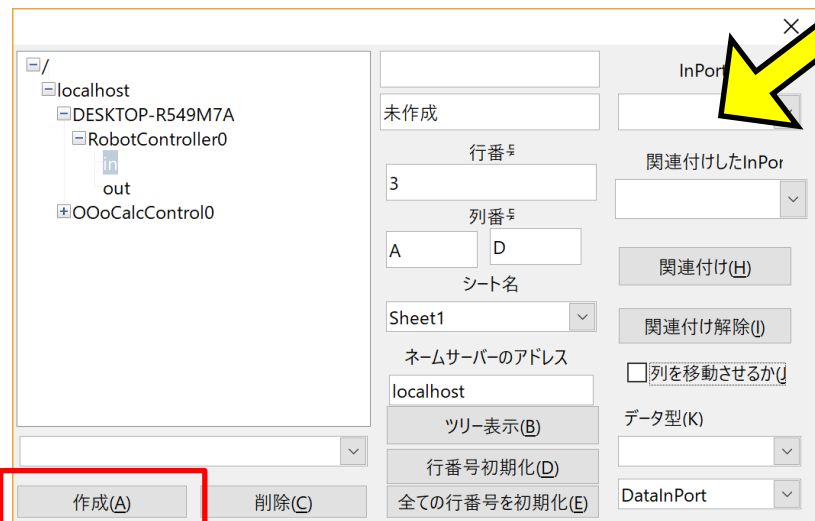 /
localhost
DESKTOP-R549M7A
RobotController0
in
out
OOoCalcControl0
作成(A)
削除(C)
未作成
行番号
3
列番号
A
D
シート名
Sheet1
ネームサーバーのアドレス
localhost
ツリー表示(B)
行番号初期化(D)
全ての行番号を初期化(E)
InPort
関連付けしたInPor
関連付け(H)
関連付け解除(I)
列を移動させるか(J
データ型(K)
DataInPort